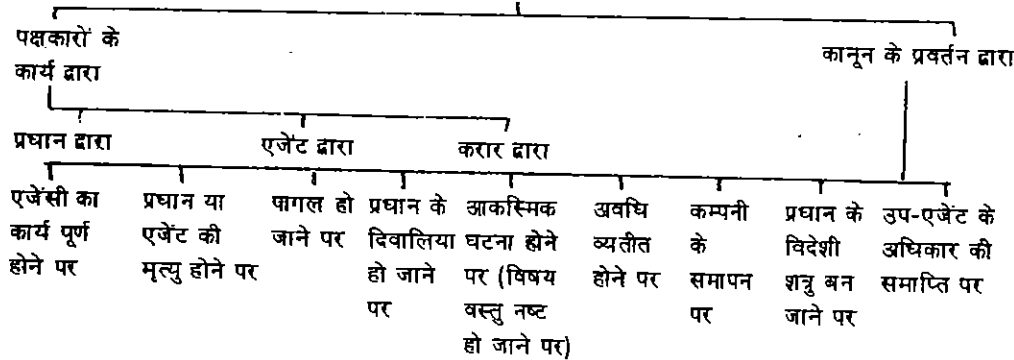 पक्षकारों के
कार्य द्वारा
कानून के प्रवर्तन द्वारा
प्रधान द्वारा
एजेंट द्वारा
करार द्वारा
एजेंसी का
कार्य पूर्ण
होने पर
प्रधान या
एजेंट की
मृत्यु होने पर
पागल हो
जाने पर
प्रधान के
दिवालिया
हो जाने
पर
आकस्मिक
घटना होने
पर (विषय
वस्तु नष्ट
हो जाने पर)
अवधि
व्यतीत
होने पर
कम्पनी
के
समापन
पर
प्रधान के
विदेशी
शत्रु बन
जाने पर
उप-एजेंट के
अधिकार की
समाप्ति पर